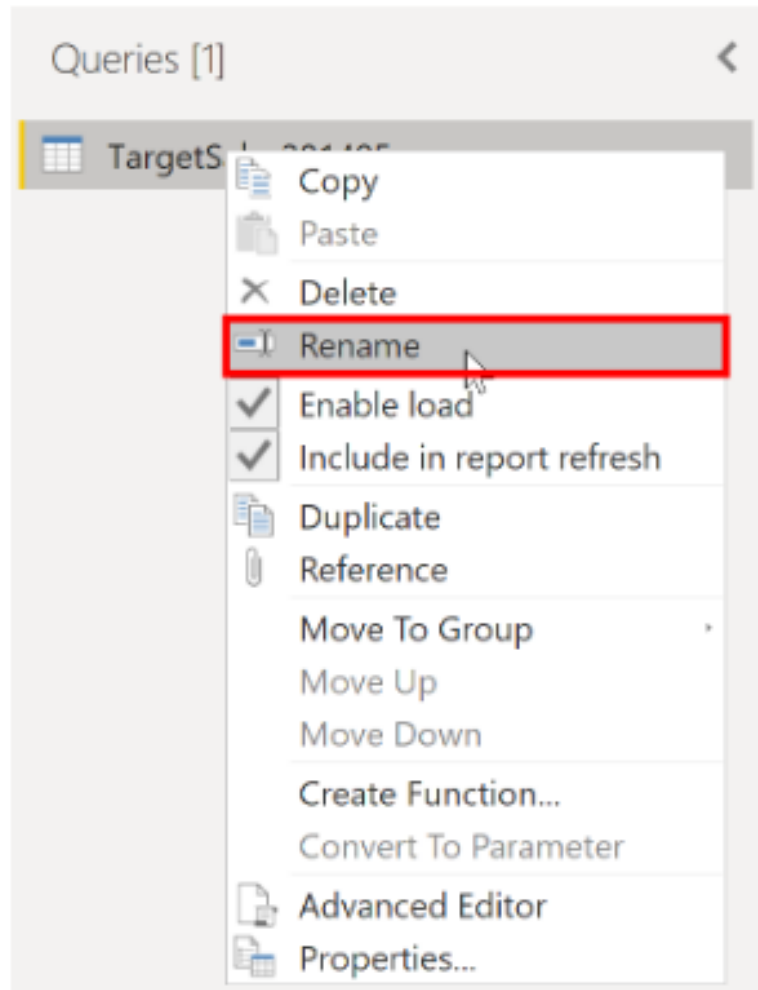 Queries [1]
TargetS
Copy
Paste
Delete
Rename
Enable load
Include in report refresh
Duplicate
Reference
Move To Group
Move Up
Move Down
Create Function...
Convert To Parameter
Advanced Editor
Properties...